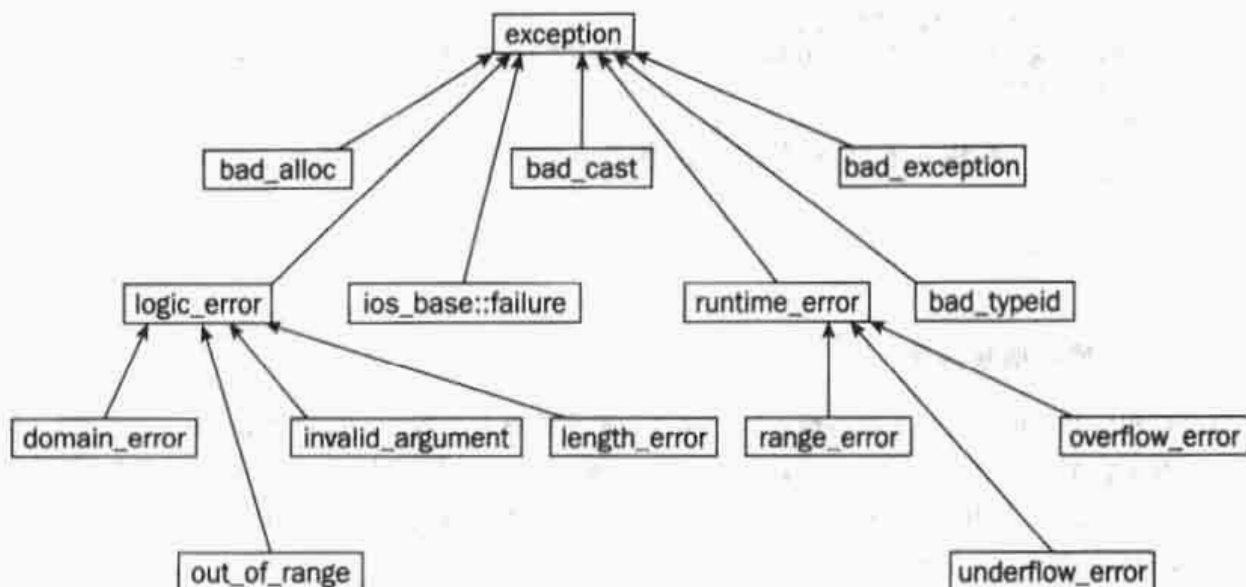 exception
bad_alloc
bad_cast
bad_exception
logic_error
ios_base::failure
runtime_error
bad_typeid
domain_error
invalid_argument
length_error
range_error
overflow_error
out_of_range
underflow_error